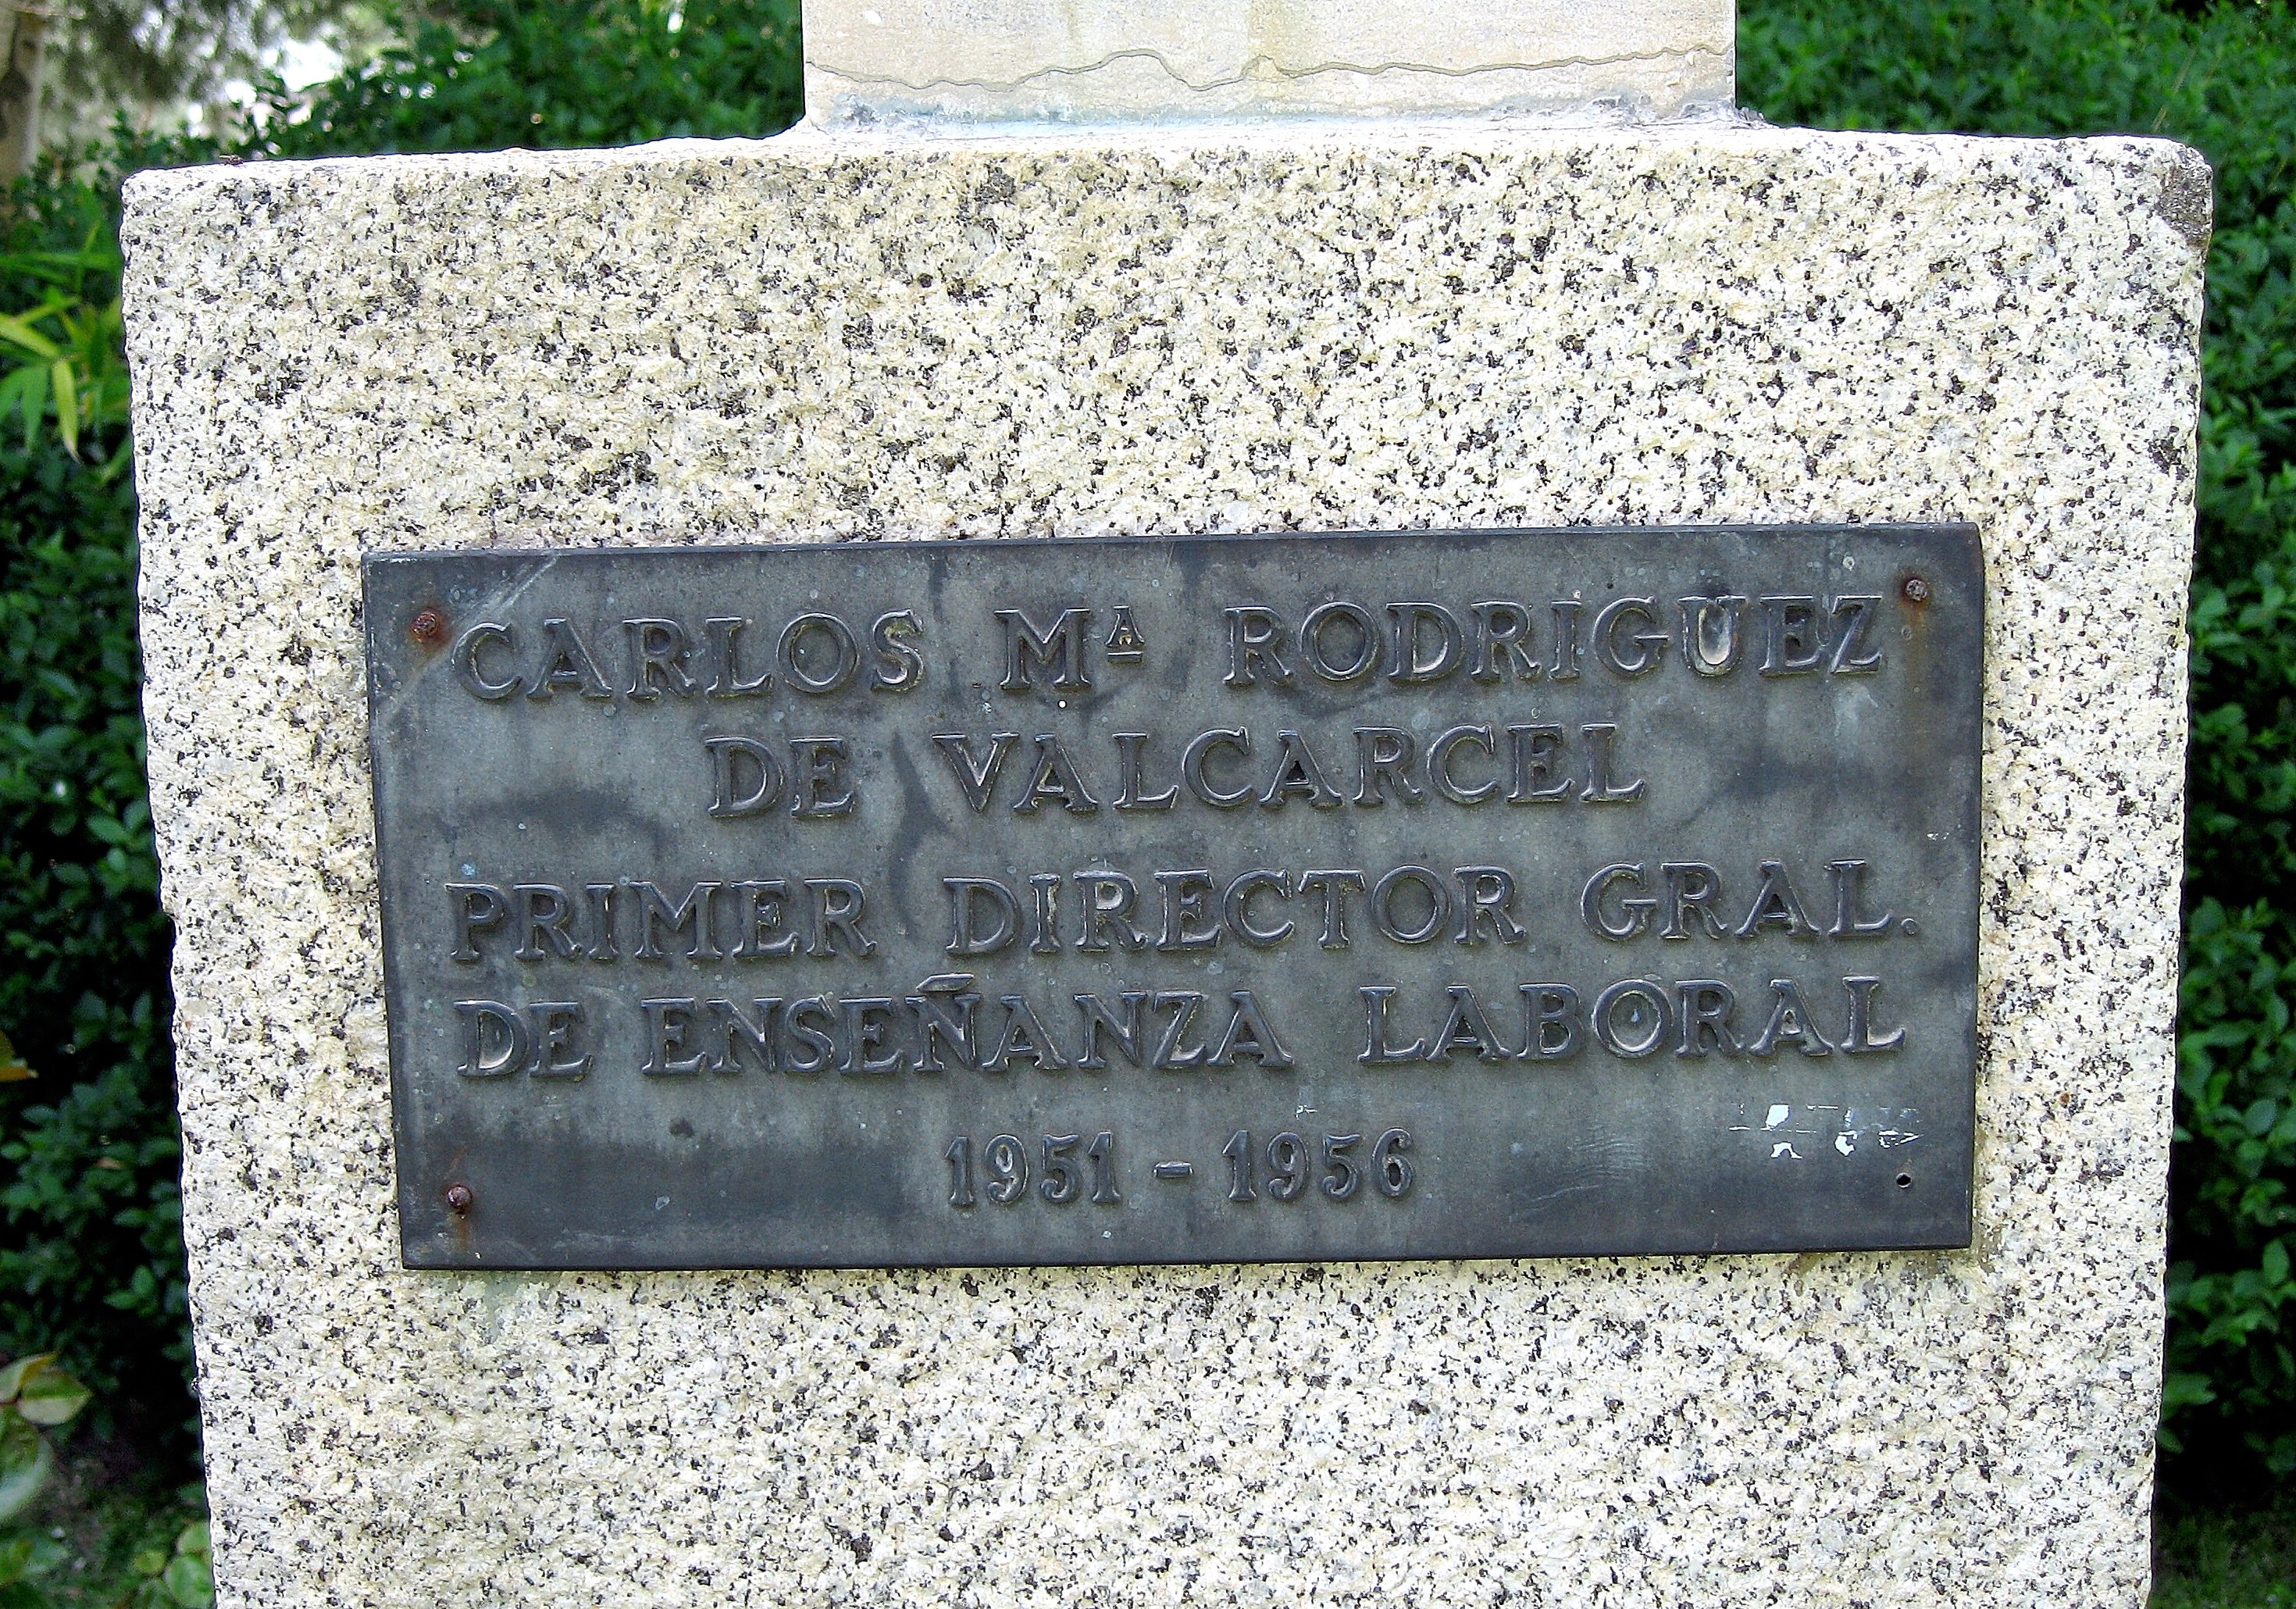 CARLOS Mª RODRIGUEZ
DE VALCARCEL
PRIMER DIRECTOR GRAL.
DE ENSEÑANZA LABORAL
1951 - 1956